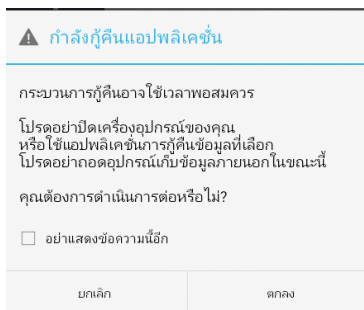 กำลังกู้คืนแอปพลิเคชั่น
กระบวนการกู้คืนอาจใช้เวลาพอสมควร
โปรดอย่าปิดเครื่องอุปกรณ์ของคุณ
หรือใช้แอปพลิเคชันการกู้คืนข้อมูลที่เลือก
โปรดอย่าถอดอุปกรณ์เก็บข้อมูลภายนอกในขณะนี้
คุณต้องการดำเนินการต่อหรือไม่?
อย่าแสดงข้อความนี้อีก
ยกเลิก
ตกลง